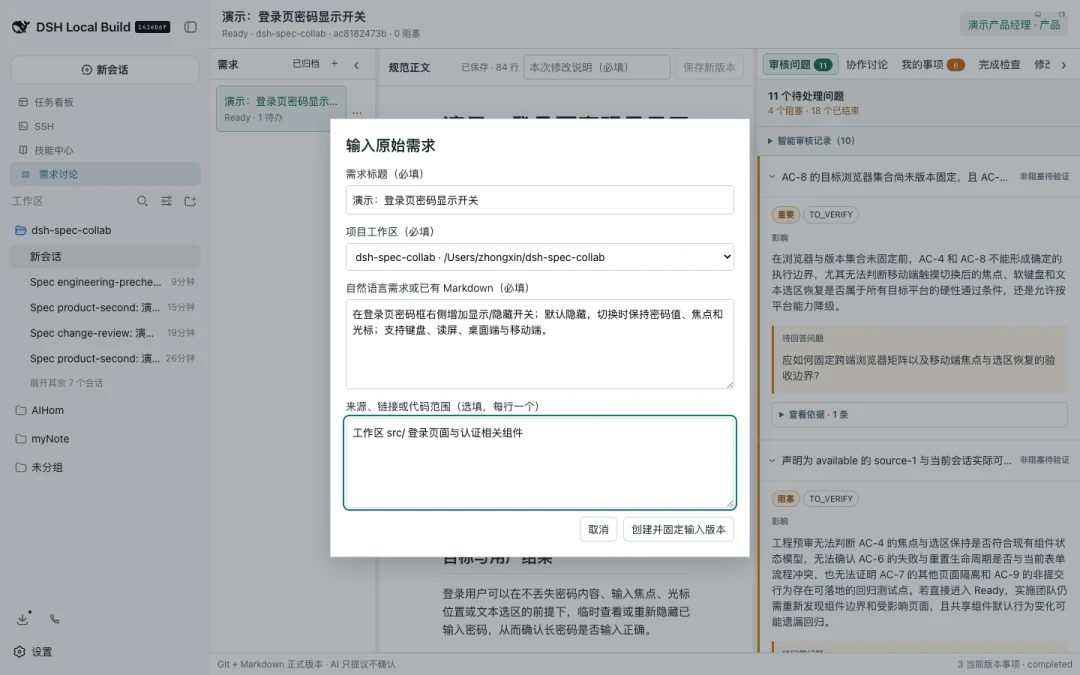 DSH Local Build 141eb6f
新会话
任务看板
SSH
技能中心
需求讨论
工作区
dsh-spec-collab
新会话
Spec engineering-preche... 9分钟
Spec product-second: 演... 15分钟
Spec change-review: 演... 19分钟
Spec product-second: 演... 26分钟
展开其余 7 个会话
AIHom
myNote
未分组
设置
演示：登录页密码显示开关
Ready · dsh-spec-collab · ac8182473b · 0 阻塞
演示产品经理 · 产品
需求 已归档 +
演示：登录页密码显示...
Ready · 1 待办
规范正文 已保存 · 84 行 本次修改说明（必填） 保存新版本
输入原始需求
需求标题（必填）
演示：登录页密码显示开关
项目工作区（必填）
dsh-spec-collab · /Users/zhongxin/dsh-spec-collab
自然语言需求或已有 Markdown（必填）
在登录页密码框右侧增加显示/隐藏开关；默认隐藏，切换时保持密码值、焦点和
光标；支持键盘、读屏、桌面端与移动端。
来源、链接或代码范围（选填，每行一个）
工作区 src/ 登录页面与认证相关组件
取消 创建并固定输入版本
目标与用户结果
登录用户可以在不丢失密码内容、输入焦点、光标
位置或文本选区的前提下，临时查看或重新隐藏已
输入密码，从而确认长密码是否输入正确。
审核问题 11 协作讨论 我的事项 6 完成检查
11 个待处理问题
4 个阻塞 · 18 个已结束
智能审核记录（10）
AC-8 的目标浏览器集合尚未版本固定，且 AC-... 非阻塞待验证
重要 TO_VERIFY
影响
在浏览器与版本集合未固定前，AC-4 和 AC-8 不能形成确定的
执行边界，尤其无法判断移动端触摸切换后的焦点、软键盘和文
本选区恢复是否属于所有目标平台的硬性通过条件，还是允许按
平台能力降级。
待回答问题
应如何固定跨端浏览器矩阵以及移动端焦点与选区恢复的验
收边界？
查看依据 · 1 条
声明为 available 的 source-1 与当前会话实际可... 非阻塞待验证
阻塞 TO_VERIFY
影响
工程预审无法判断 AC-4 的焦点与选区保持是否符合现有组件状
态模型，无法确认 AC-6 的失败与重置生命周期是否与当前表单
流程冲突，也无法证明 AC-7 的其他页面隔离和 AC-9 的非提交
行为存在可落地的回归测试点。若直接进入 Ready，实施团队仍
需重新发现组件边界和受影响页面，且共享组件默认行为变化可
能遗漏回归。
Git + Markdown 正式版本 · AI 只提议不确认
3 当前版本事项 · completed